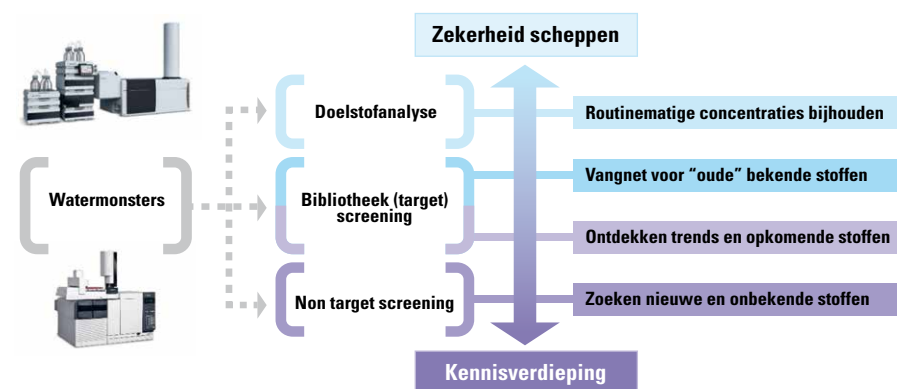 Zekerheid scheppen
Doelstofanalyse
Routinematige concentraties bijhouden
Watermonsters
Bibliotheek (target)
screening
Vangnet voor “oude” bekende stoffen
Ontdekken trends en opkomende stoffen
Non target screening
Zoeken nieuwe en onbekende stoffen
Kennisverdieping